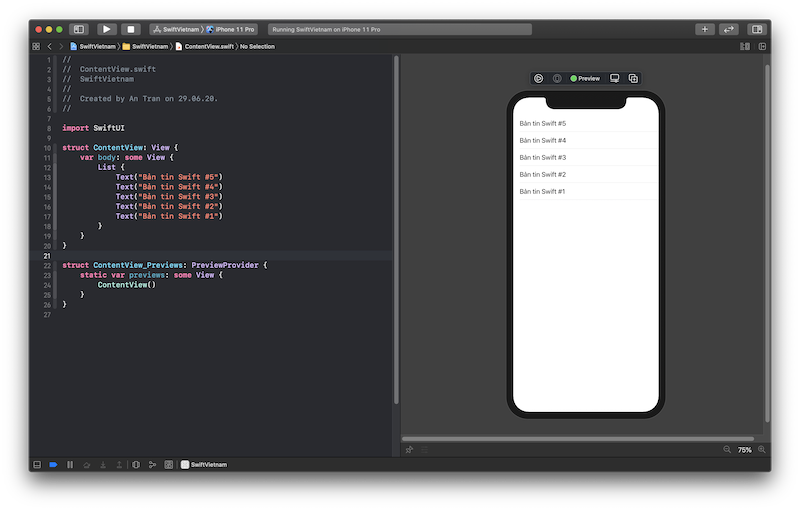 SwiftVietnam 〉 iPhone 11 Pro
Running SwiftVietnam on iPhone 11 Pro
SwiftVietnam 〉 SwiftVietnam 〉 ContentView.swift 〉 No Selection
1 //
2 //  ContentView.swift
3 //  SwiftVietnam
4 //
5 //  Created by An Tran on 29.06.20.
6 //
7
8 import SwiftUI
9
10 struct ContentView: View {
11     var body: some View {
12         List {
13             Text("Bản tin Swift #5")
14             Text("Bản tin Swift #4")
15             Text("Bản tin Swift #3")
16             Text("Bản tin Swift #2")
17             Text("Bản tin Swift #1")
18         }
19     }
20 }
21
22 struct ContentView_Previews: PreviewProvider {
23     static var previews: some View {
24         ContentView()
25     }
26 }
27
Preview
Bản tin Swift #5
Bản tin Swift #4
Bản tin Swift #3
Bản tin Swift #2
Bản tin Swift #1
75%
SwiftVietnam